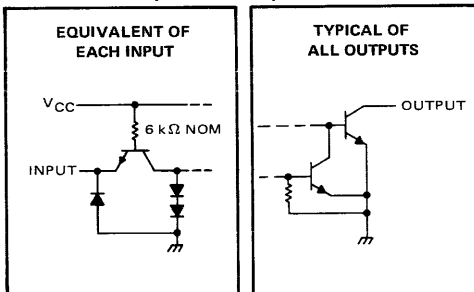 EQUIVALENT OF
EACH INPUT
VCC
6 kΩ NOM
INPUT
TYPICAL OF
ALL OUTPUTS
OUTPUT